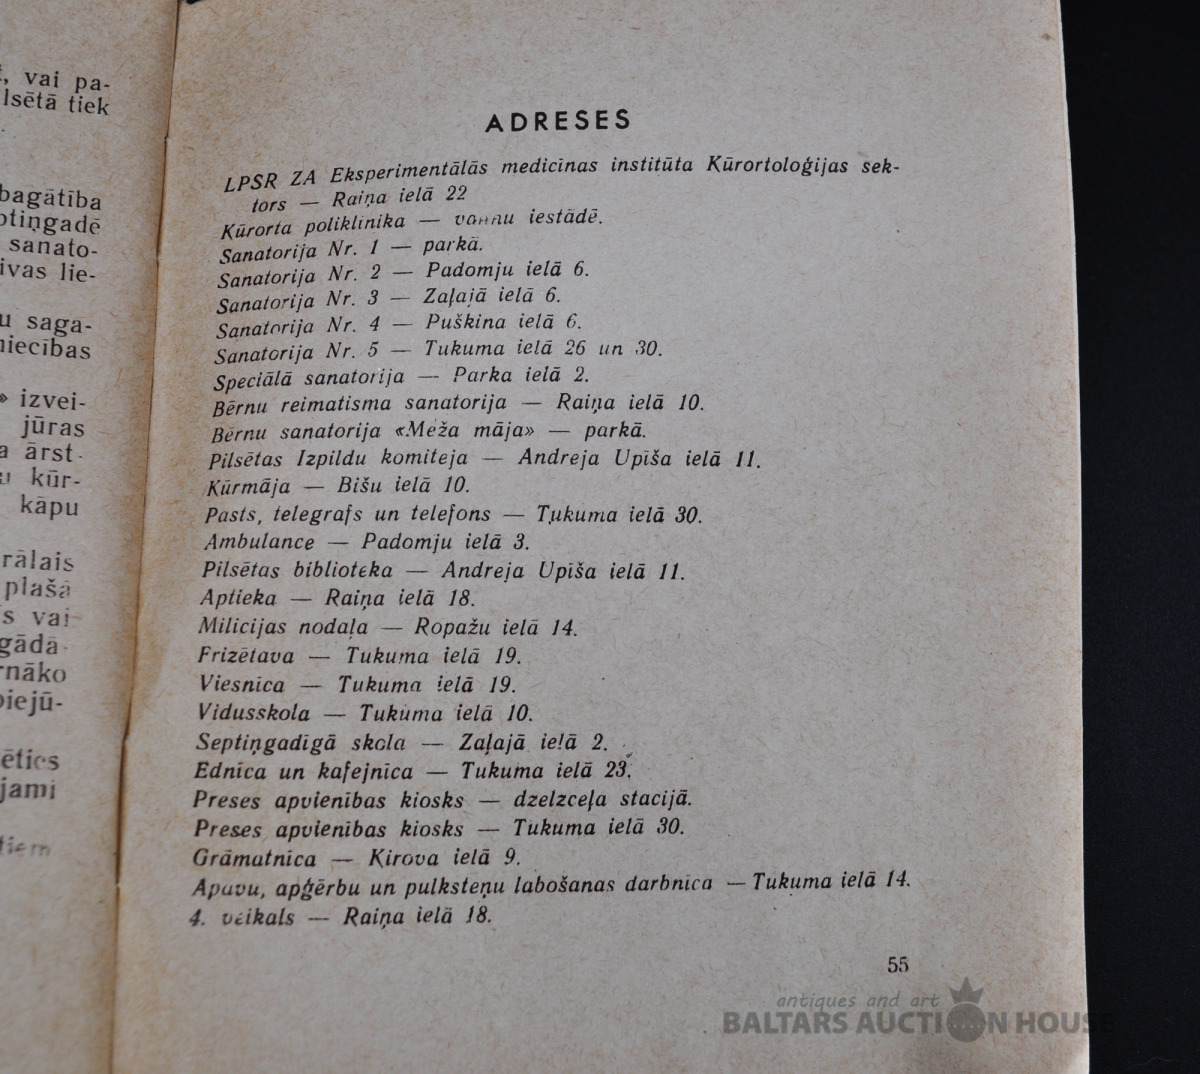 vai pa-
lsētā tiek
bagātība
otiņgadē
sanato-
ivas lie-
u saga-
niecības
» izvei-
jūras
a ārst-
u kūr-
kāpu
rālais
plašā
s vai
gādā-
rnāko
piejū-
ēties
jami
tiem
ADRESES
LPSR ZA Eksperimentālās medicīnas institūta Kūrortoloģijas sek-
tors — Raiņa ielā 22
Kūrorta poliklīnika — vannu iestādē.
Sanatorija Nr. 1 — parkā.
Sanatorija Nr. 2 — Padomju ielā 6.
Sanatorija Nr. 3 — Zaļajā ielā 6.
Sanatorija Nr. 4 — Puškina ielā 6.
Sanatorija Nr. 5 — Tukuma ielā 26 un 30.
Speciālā sanatorija — Parka ielā 2.
Bērnu reimatisma sanatorija — Raiņa ielā 10.
Bērnu sanatorija «Meža māja» — parkā.
Pilsētas Izpildu komiteja — Andreja Upīša ielā 11.
Kūrmāja — Bišu ielā 10.
Pasts, telegrafs un telefons — Tukuma ielā 30.
Ambulance — Padomju ielā 3.
Pilsētas biblioteka — Andreja Upīša ielā 11.
Aptieka — Raiņa ielā 18.
Milicijas nodaļa — Ropažu ielā 14.
Frizētava — Tukuma ielā 19.
Viesnīca — Tukuma ielā 19.
Vidusskola — Tukuma ielā 10.
Septiņgadīgā skola — Zaļajā ielā 2.
Ednīca un kafejnīca — Tukuma ielā 23.
Preses apvienības kiosks — dzelzceļa stacijā.
Preses apvienības kiosks — Tukuma ielā 30.
Grāmatnīca — Kirova ielā 9.
Apavu, apģērbu un pulksteņu labošanas darbnīca — Tukuma ielā 14.
4. veikals — Raiņa ielā 18.
55
antiques and art
BALTARS AUCTION HOUSE